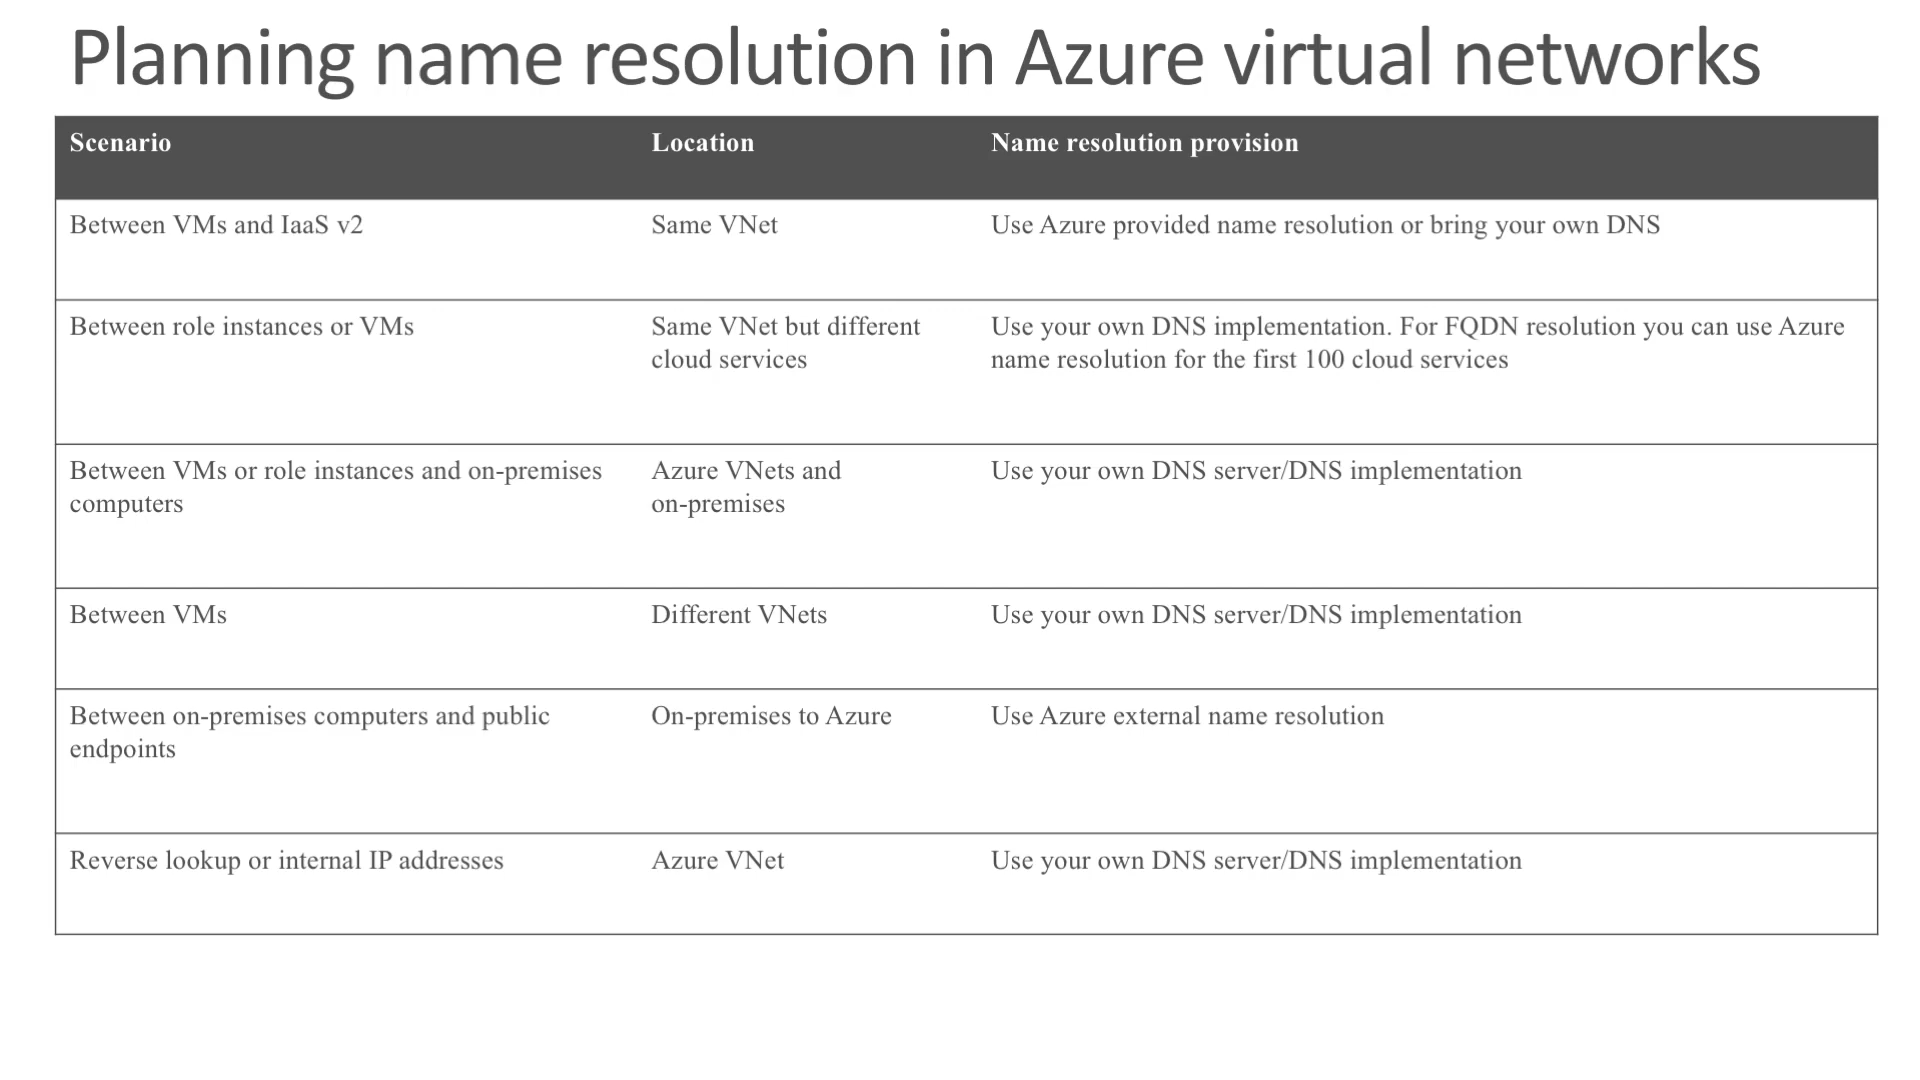 Planning name resolution in Azure virtual networks
Scenario
Location
Name resolution provision
Between VMs and IaaS v2
Same VNet
Use Azure provided name resolution or bring your own DNS
Between role instances or VMs
Same VNet but different
cloud services
Use your own DNS implementation. For FQDN resolution you can use Azure
name resolution for the first 100 cloud services
Between VMs or role instances and on-premises
computers
Azure VNets and
on-premises
Use your own DNS server/DNS implementation
Between VMs
Different VNets
Use your own DNS server/DNS implementation
Between on-premises computers and public
endpoints
On-premises to Azure
Use Azure external name resolution
Reverse lookup or internal IP addresses
Azure VNet
Use your own DNS server/DNS implementation